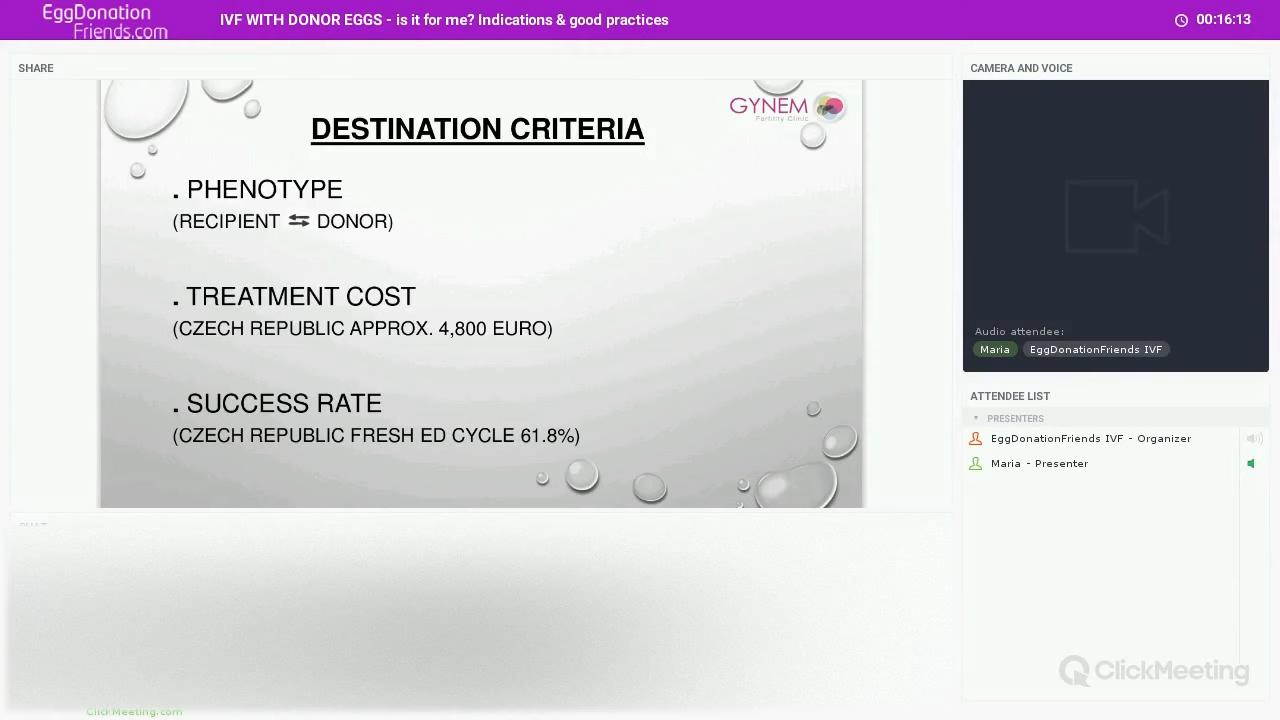 EggDonation
Friends.com
IVF WITH DONOR EGGS - is it for me? Indications & good practices
00:16:13
SHARE
GYNEM
Fertility Clinic
DESTINATION CRITERIA
. PHENOTYPE
(RECIPIENT ⇆ DONOR)
. TREATMENT COST
(CZECH REPUBLIC APPROX. 4,800 EURO)
. SUCCESS RATE
(CZECH REPUBLIC FRESH ED CYCLE 61.8%)
CAMERA AND VOICE
Audio attendee:
Maria EggDonationFriends IVF
ATTENDEE LIST
PRESENTERS
EggDonationFriends IVF - Organizer
Maria - Presenter
ClickMeeting
ClickMeeting.com